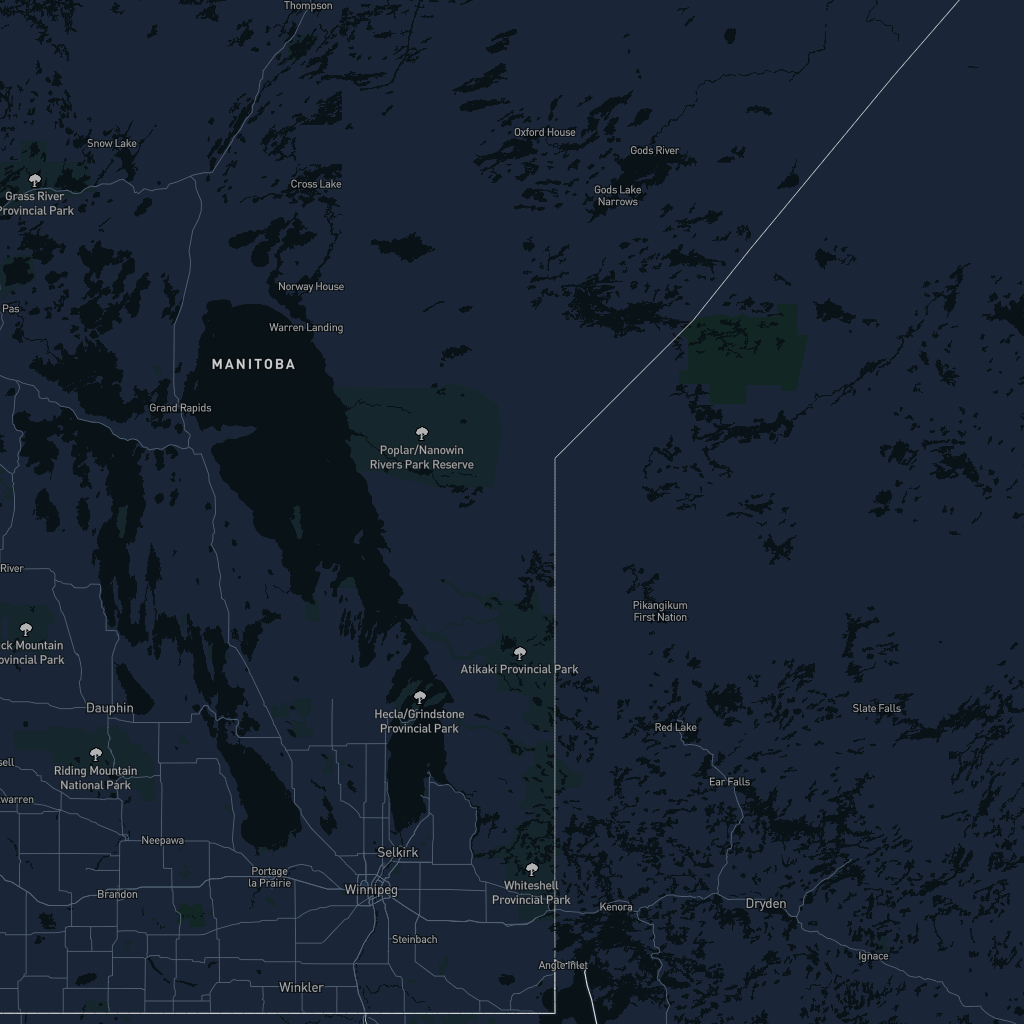 Thompson
Oxford House
Snow Lake
Gods River
Cross Lake
Gods Lake
Narrows
Grass River
Provincial Park
Norway House
Pas
Warren Landing
MANITOBA
Grand Rapids
Poplar/Nanowin
Rivers Park Reserve
River
Pikangikum
First Nation
ck Mountain
ovincial Park
Atikaki Provincial Park
Dauphin
Hecla/Grindstone
Provincial Park
Slate Falls
Red Lake
sell
Riding Mountain
National Park
Ear Falls
warren
Neepawa
Selkirk
Portage
la Prairie
Winnipeg
Brandon
Whiteshell
Provincial Park
Kenora
Dryden
Steinbach
Ignace
Angle Inlet
Winkler